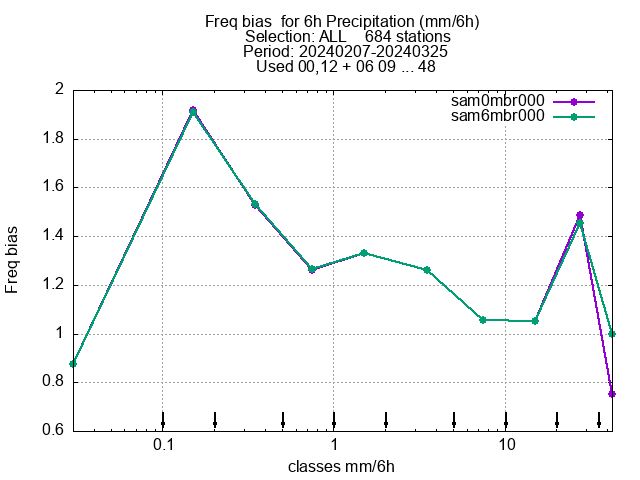 Freq bias  for 6h Precipitation (mm/6h)
Selection: ALL    684 stations
Period: 20240207-20240325
Used 00,12 + 06 09 ... 48
sam0mbr000
sam6mbr000
2
1.8
1.6
1.4
1.2
1
0.8
0.6
Freq bias
0.1 1 10
classes mm/6h